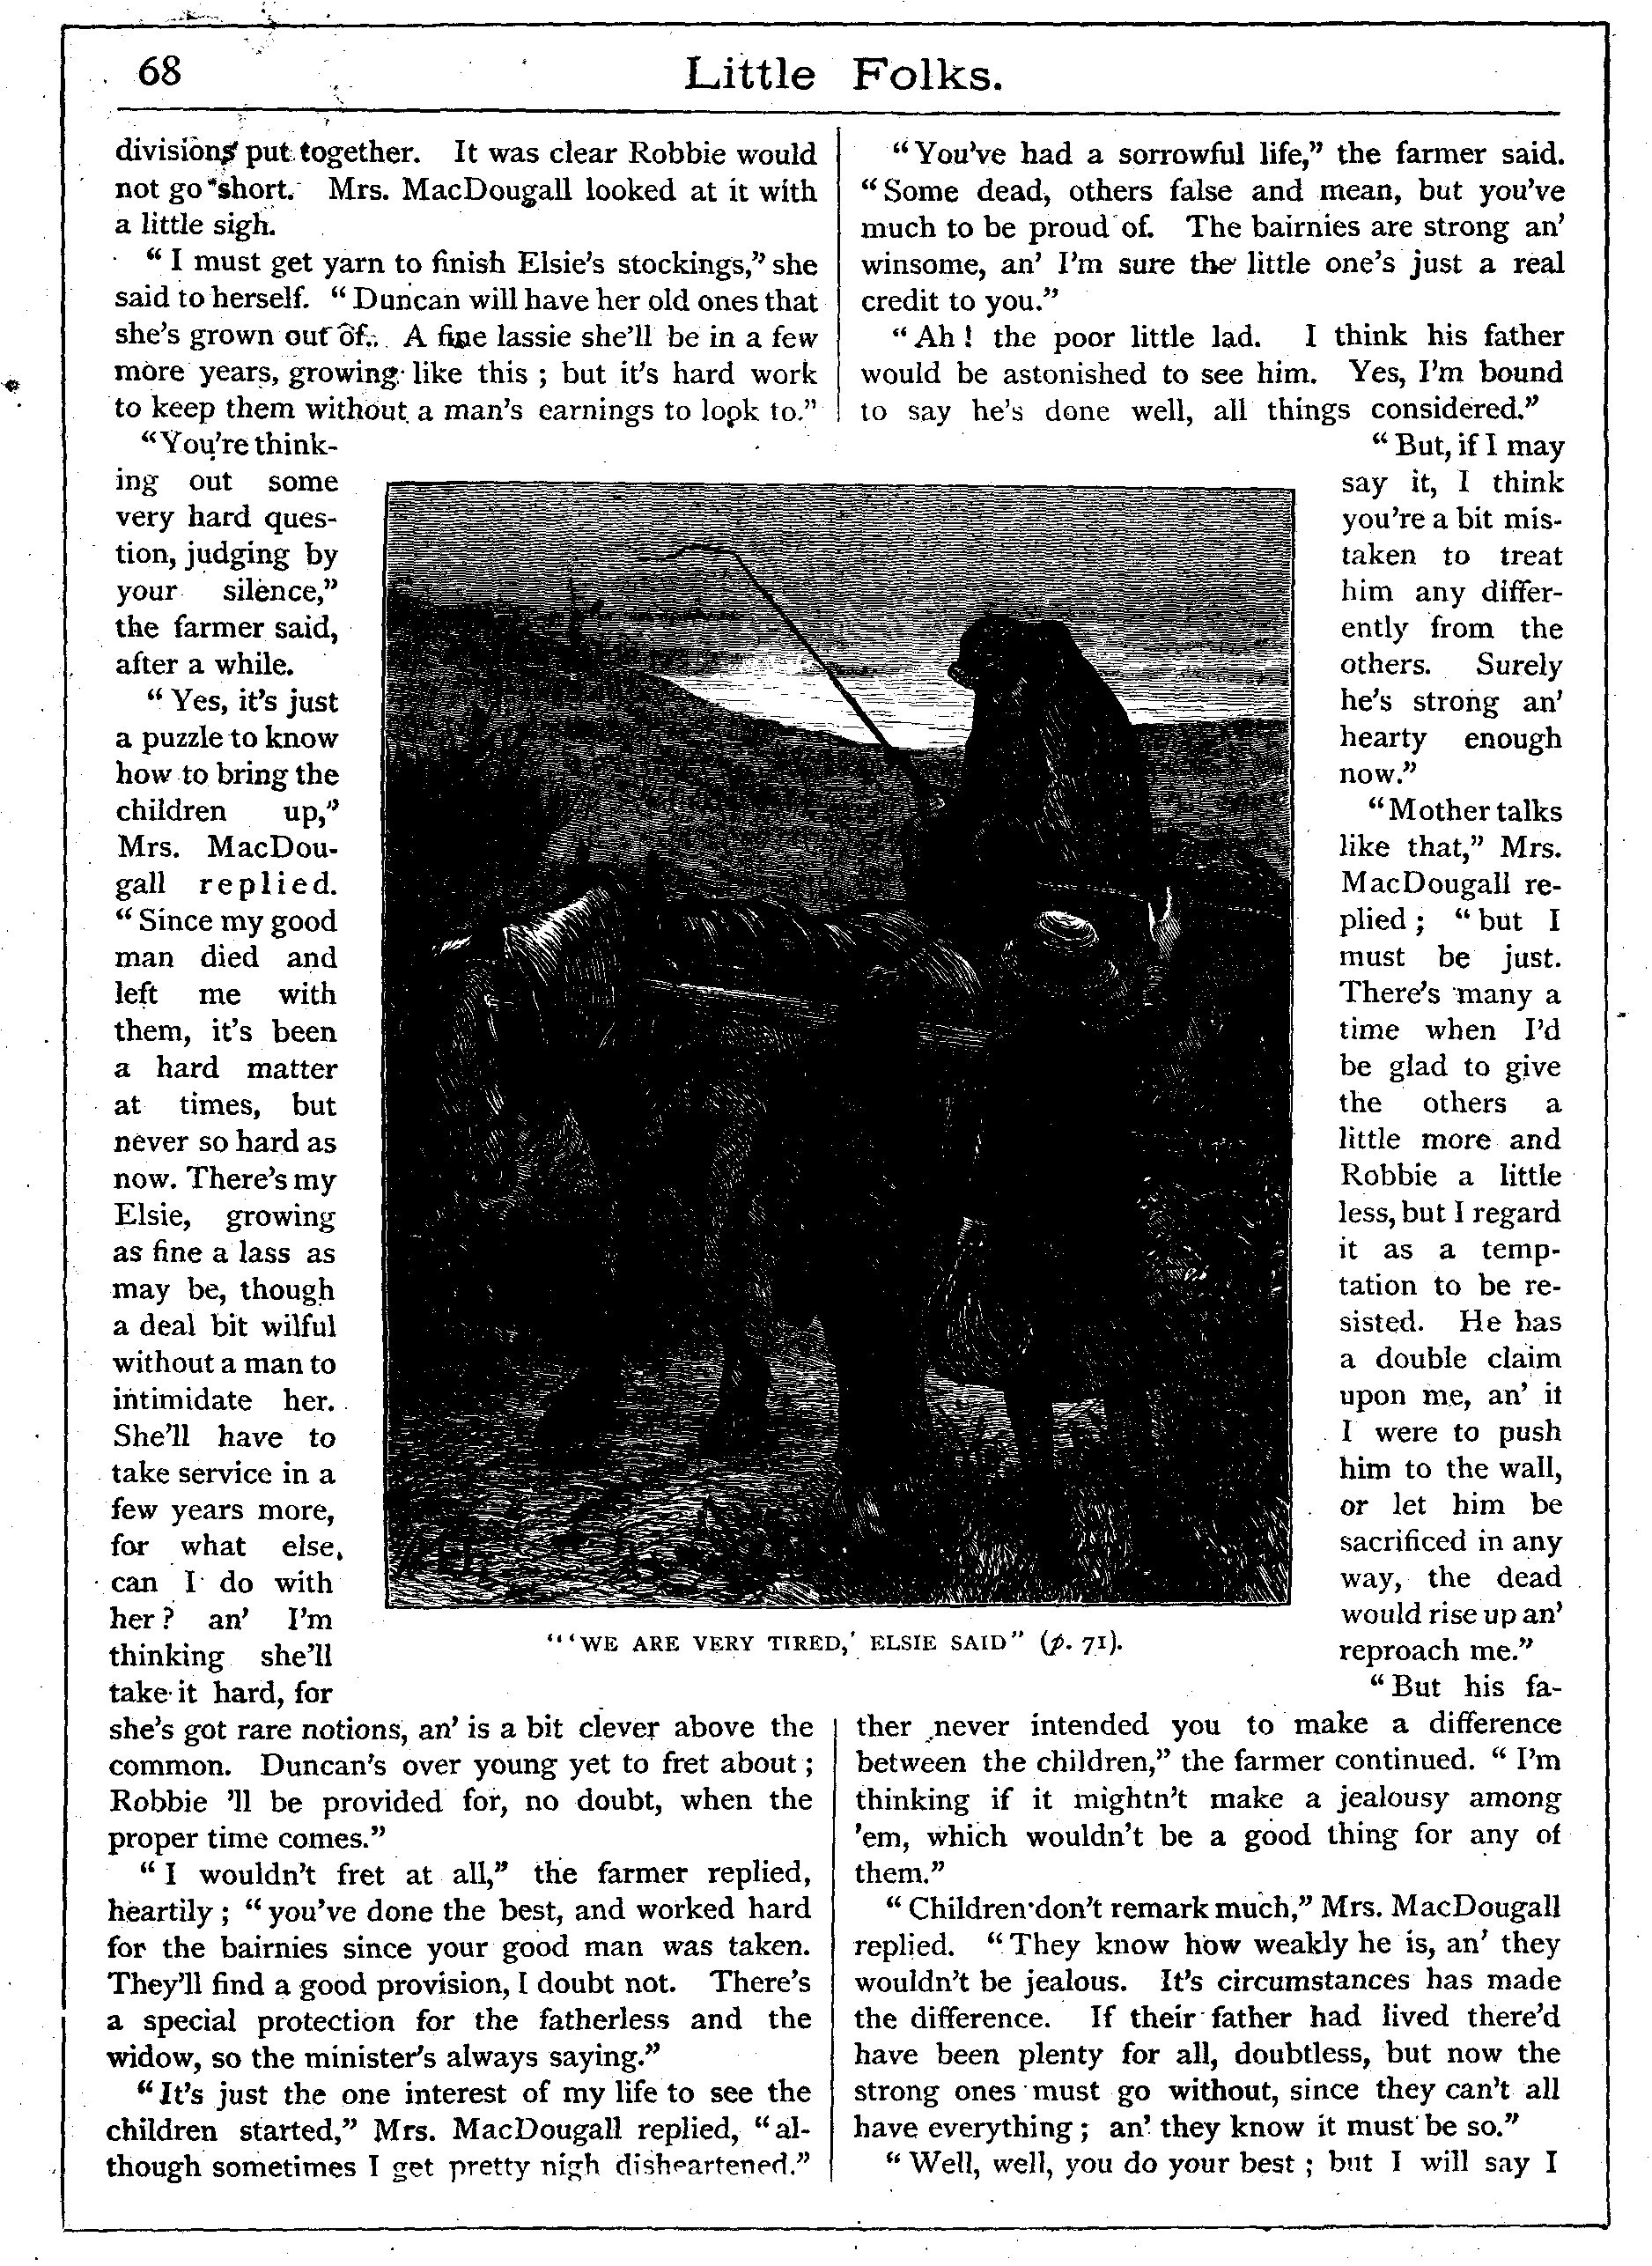 68
Little Folks.
divisions put together. It was clear Robbie would
not go short. Mrs. MacDougall looked at it with
a little sigh.
“I must get yarn to finish Elsie’s stockings,” she
said to herself. “Duncan will have her old ones that
she’s grown out of. A fine lassie she’ll be in a few
more years, growing like this ; but it’s hard work
to keep them without a man’s earnings to look to.”
“You’re think-
ing out some
very hard ques-
tion, judging by
your silence,”
the farmer said,
after a while.
“Yes, it’s just
a puzzle to know
how to bring the
children up,”
Mrs. MacDou-
gall replied.
“Since my good
man died and
left me with
them, it’s been
a hard matter
at times, but
never so hard as
now. There’s my
Elsie, growing
as fine a lass as
may be, though
a deal bit wilful
without a man to
intimidate her.
She’ll have to
take service in a
few years more,
for what else
can I do with
her ? an’ I’m
thinking she’ll
take it hard, for
she’s got rare notions, an’ is a bit clever above the
common. Duncan’s over young yet to fret about ;
Robbie ’ll be provided for, no doubt, when the
proper time comes.”
“I wouldn’t fret at all,” the farmer replied,
heartily ; “you’ve done the best, and worked hard
for the bairnies since your good man was taken.
They’ll find a good provision, I doubt not. There’s
a special protection for the fatherless and the
widow, so the minister’s always saying.”
“It’s just the one interest of my life to see the
children started,” Mrs. MacDougall replied, “al-
though sometimes I get pretty nigh disheartened.”
“You’ve had a sorrowful life,” the farmer said.
“Some dead, others false and mean, but you’ve
much to be proud of. The bairnies are strong an’
winsome, an’ I’m sure the little one’s just a real
credit to you.”
“Ah ! the poor little lad. I think his father
would be astonished to see him. Yes, I’m bound
to say he’s done well, all things considered.”
“But, if I may
say it, I think
you’re a bit mis-
taken to treat
him any differ-
ently from the
others. Surely
he’s strong an’
hearty enough
now.”
“Mother talks
like that,” Mrs.
MacDougall re-
plied ; “but I
must be just.
There’s many a
time when I’d
be glad to give
the others a
little more and
Robbie a little
less, but I regard
it as a temp-
tation to be re-
sisted. He has
a double claim
upon me, an’ if
I were to push
him to the wall,
or let him be
sacrificed in any
way, the dead
would rise up an’
reproach me.”
“But his fa-
ther never intended you to make a difference
between the children,” the farmer continued. “I’m
thinking if it mightn’t make a jealousy among
’em, which wouldn’t be a good thing for any of
them.”
“Children don’t remark much,” Mrs. MacDougall
replied. “They know how weakly he is, an’ they
wouldn’t be jealous. It’s circumstances has made
the difference. If their father had lived there’d
have been plenty for all, doubtless, but now the
strong ones must go without, since they can’t all
have everything ; an’ they know it must be so.”
“Well, well, you do your best ; but I will say I
“‘WE ARE VERY TIRED,’ ELSIE SAID” (p. 71).